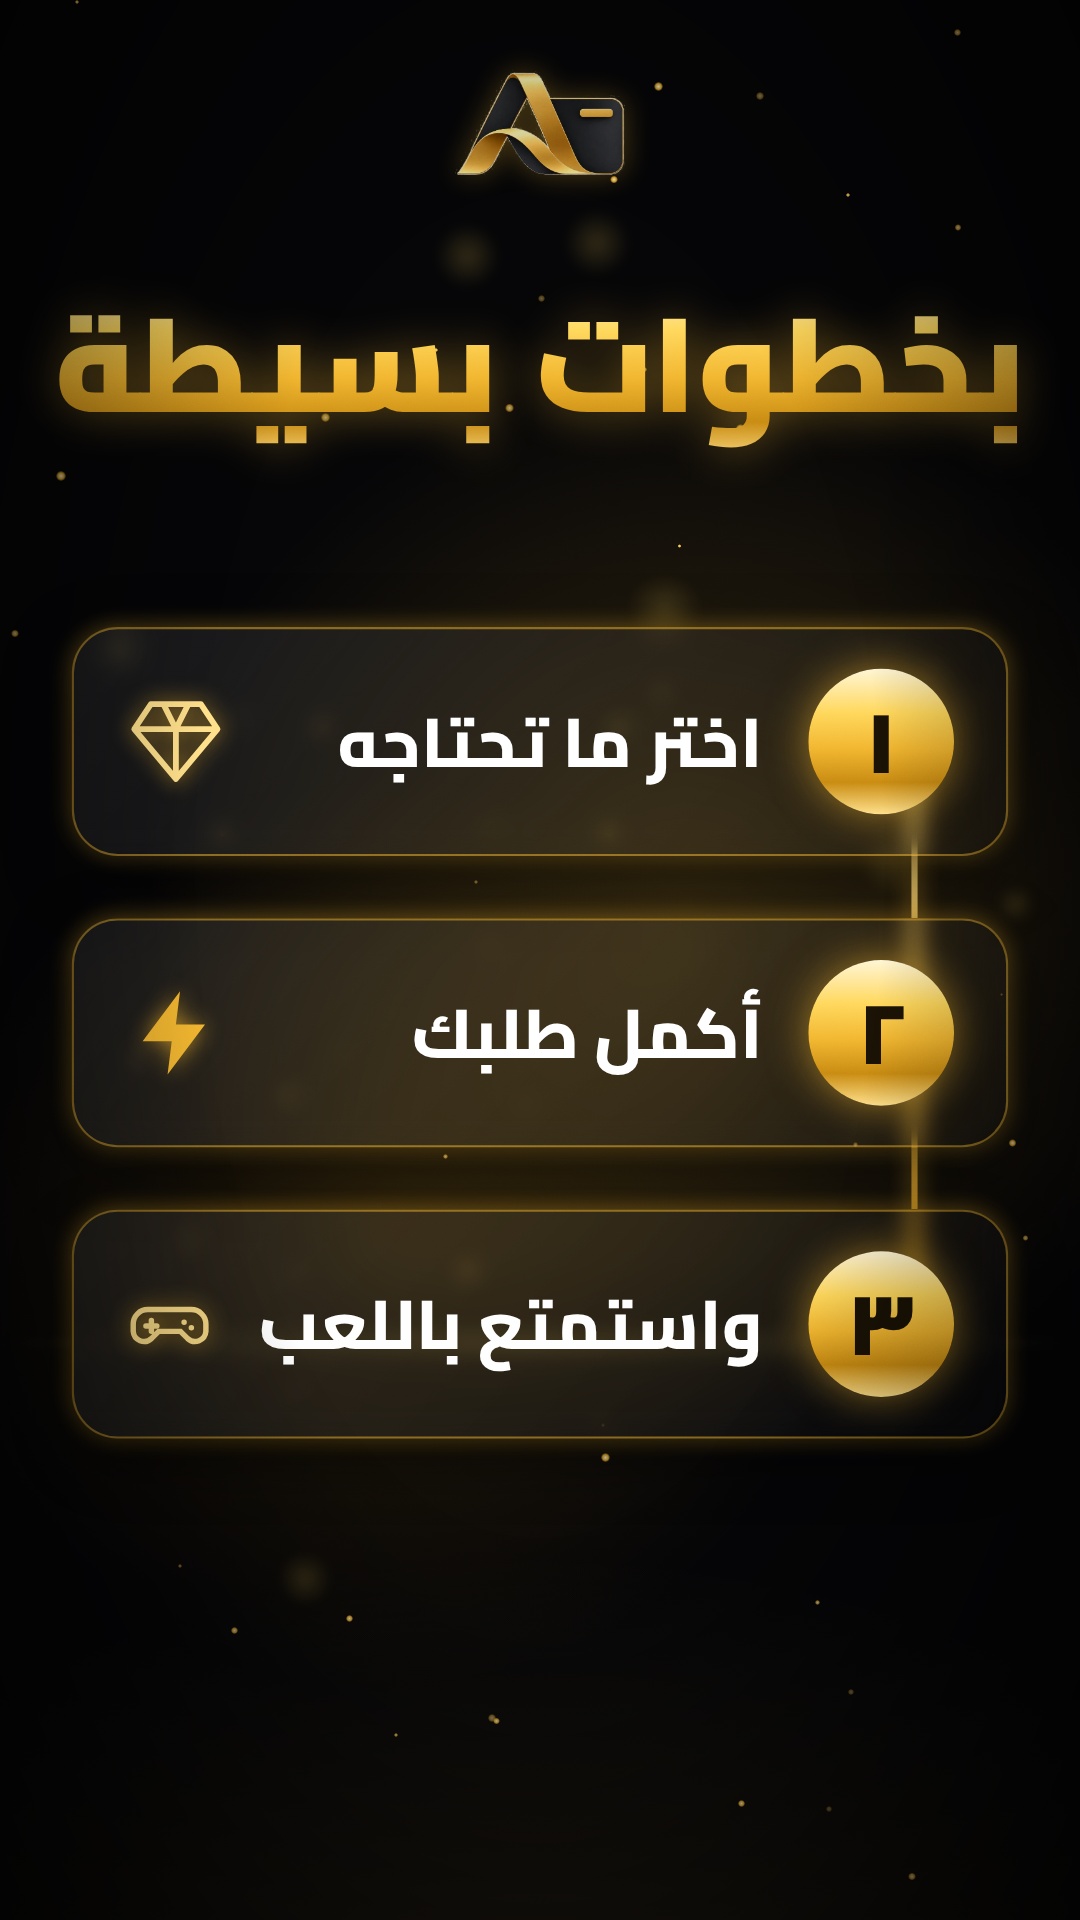 بخطوات بسيطة
١ اختر ما تحتاجه
٢ أكمل طلبك
٣ واستمتع باللعب